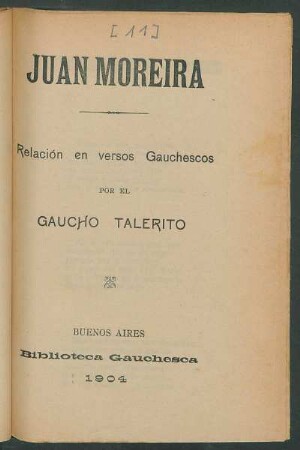 [11]
JUAN MOREIRA
Relación en versos Gauchescos
POR EL
GAUCHO TALERITO
BUENOS AIRES
Biblioteca Gauchesca
1904